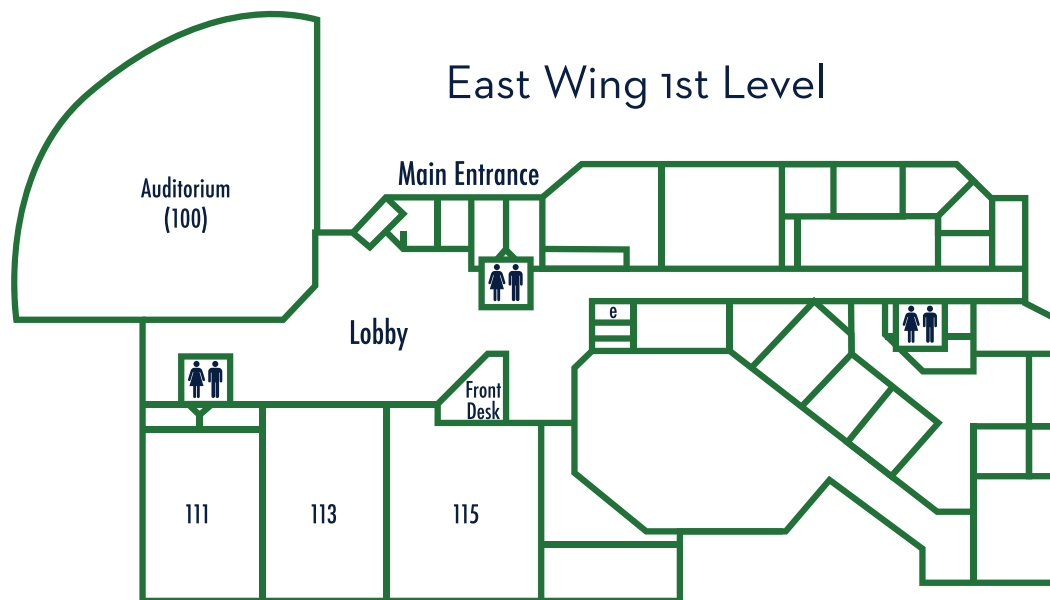 East Wing 1st Level
Main Entrance
Auditorium
(100)
e
Lobby
Front
Desk
111
113
115